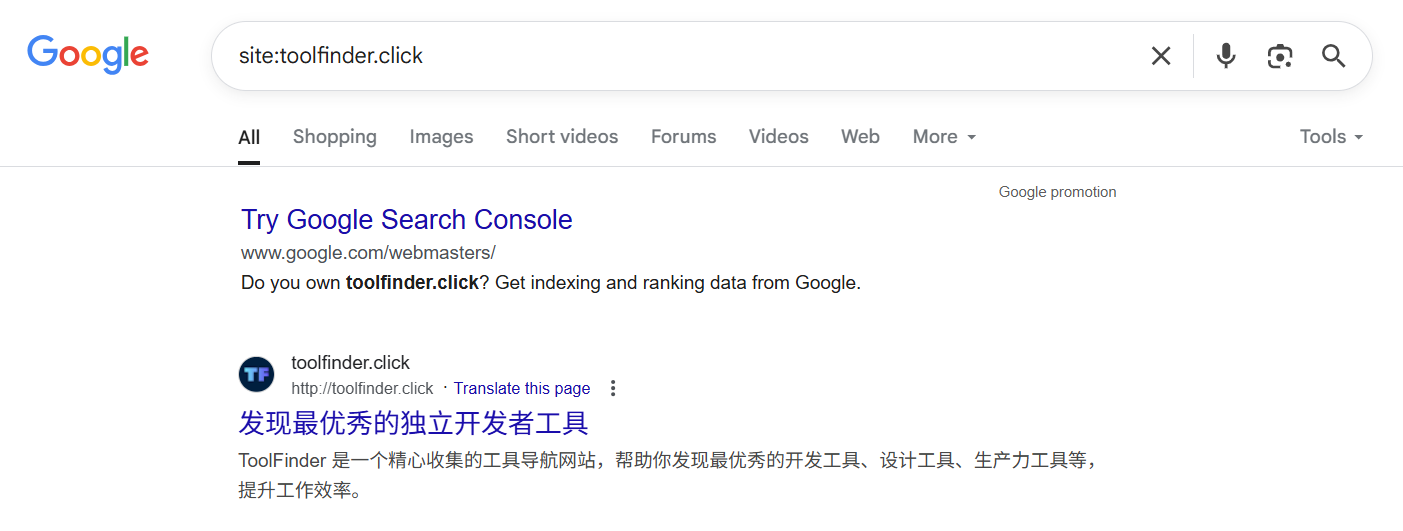 Google
site:toolfinder.click
All Shopping Images Short videos Forums Videos Web More Tools
Google promotion
Try Google Search Console
www.google.com/webmasters/
Do you own toolfinder.click? Get indexing and ranking data from Google.
TF
toolfinder.click
http://toolfinder.click · Translate this page
发现最优秀的独立开发者工具
ToolFinder 是一个精心收集的工具导航网站，帮助你发现最优秀的开发工具、设计工具、生产力工具等，
提升工作效率。